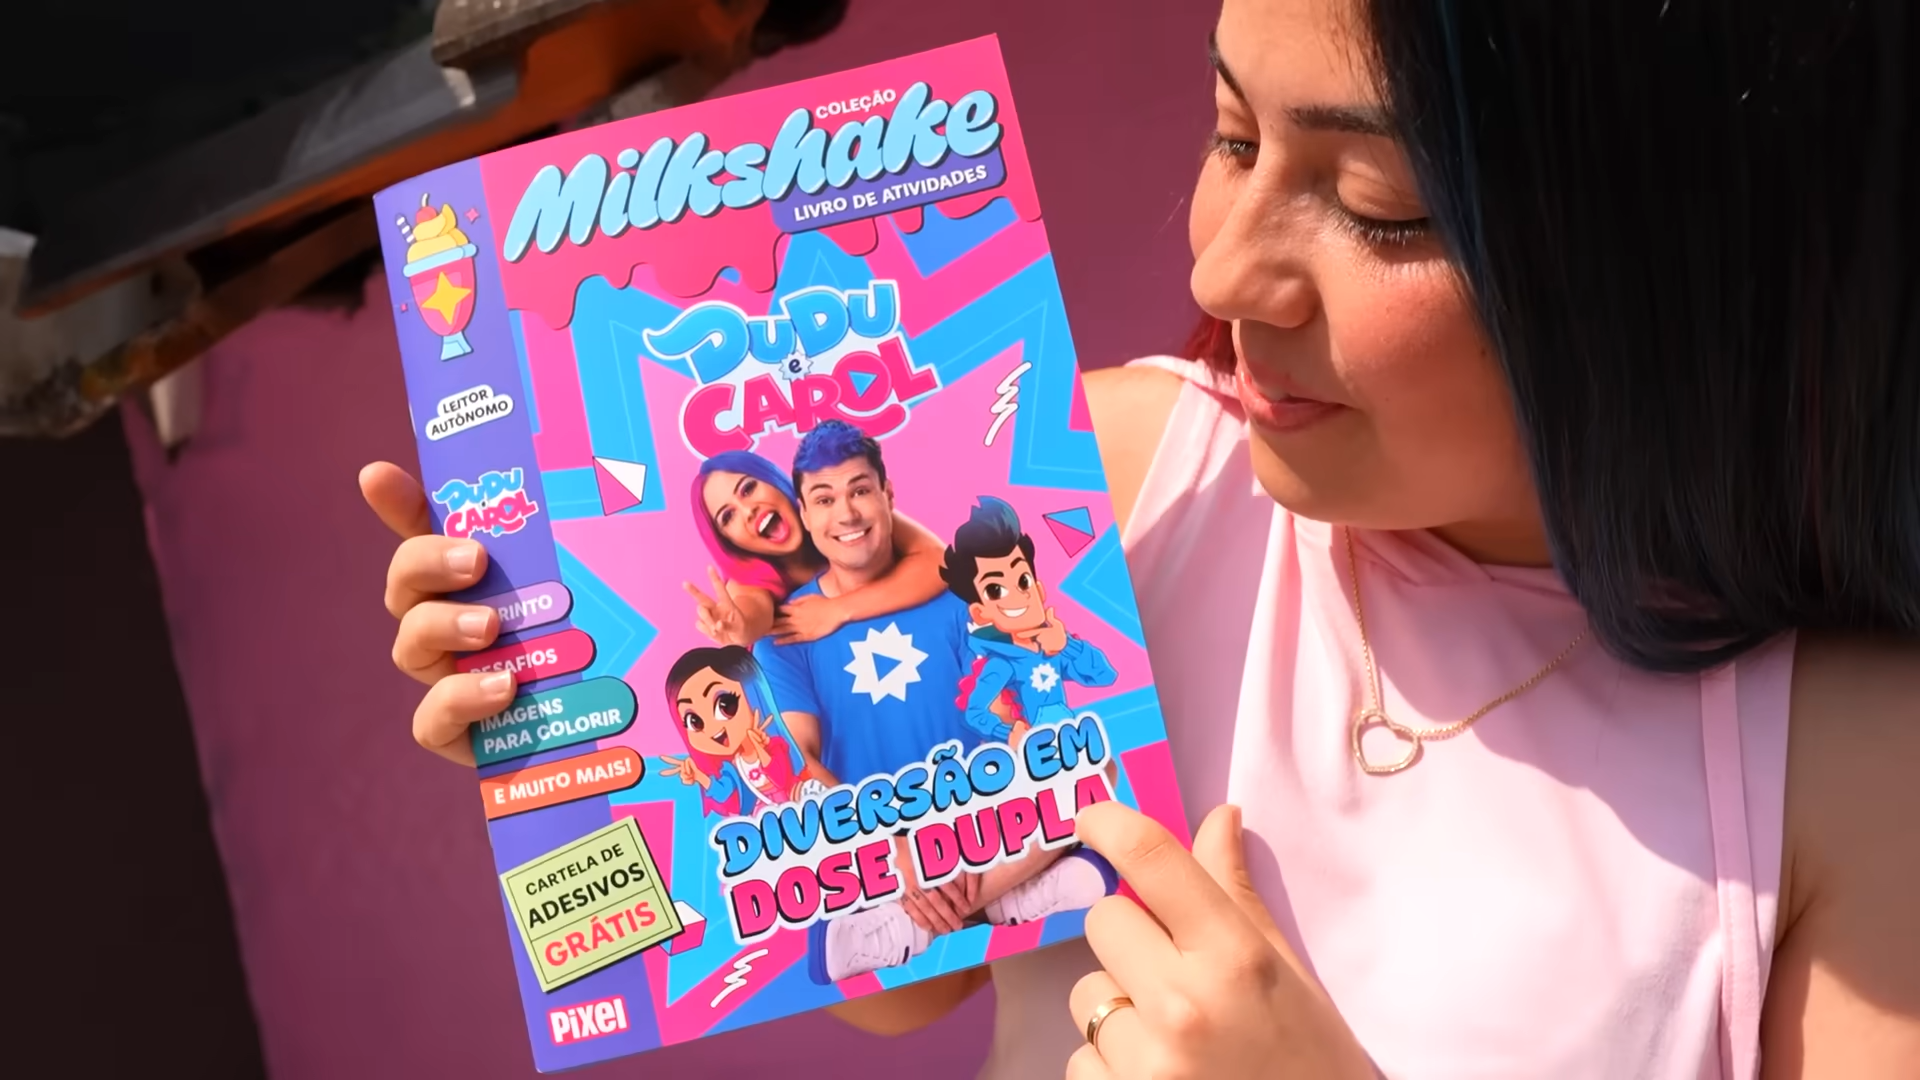 COLEÇÃO
Milkshake
LIVRO DE ATIVIDADES
DUDU
e
CAROL
LEITOR
AUTÔNOMO
DUDU
e
CAROL
RINTO
DESAFIOS
IMAGENS
PARA COLORIR
E MUITO MAIS!
DIVERSÃO EM
DOSE DUPLA
CARTELA DE
ADESIVOS
GRÁTIS
PIXEL